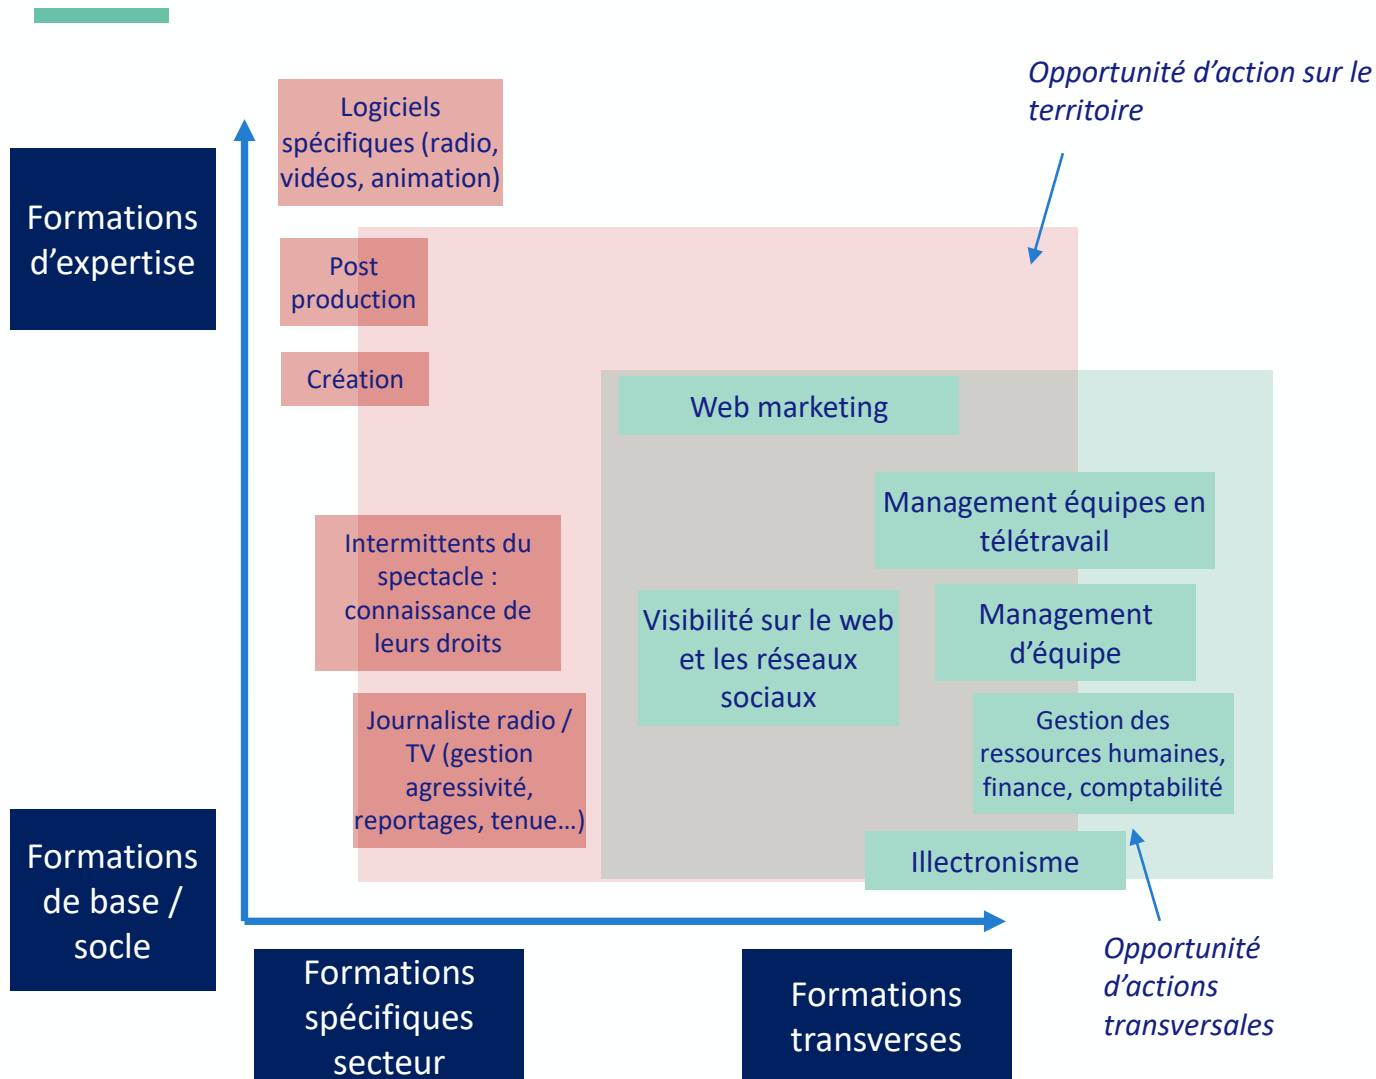 Opportunité d’action sur le
territoire
Logiciels
spécifiques (radio,
vidéos, animation)
Formations
d’expertise
Post
production
Création
Web marketing
Management équipes en
télétravail
Intermittents du
spectacle :
connaissance de
leurs droits
Visibilité sur le web
et les réseaux
sociaux
Management
d’équipe
Journaliste radio /
TV (gestion
agressivité,
reportages, tenue…)
Gestion des
ressources humaines,
finance, comptabilité
Formations
de base /
socle
Illectronisme
Formations
spécifiques
secteur
Formations
transverses
Opportunité
d’actions
transversales